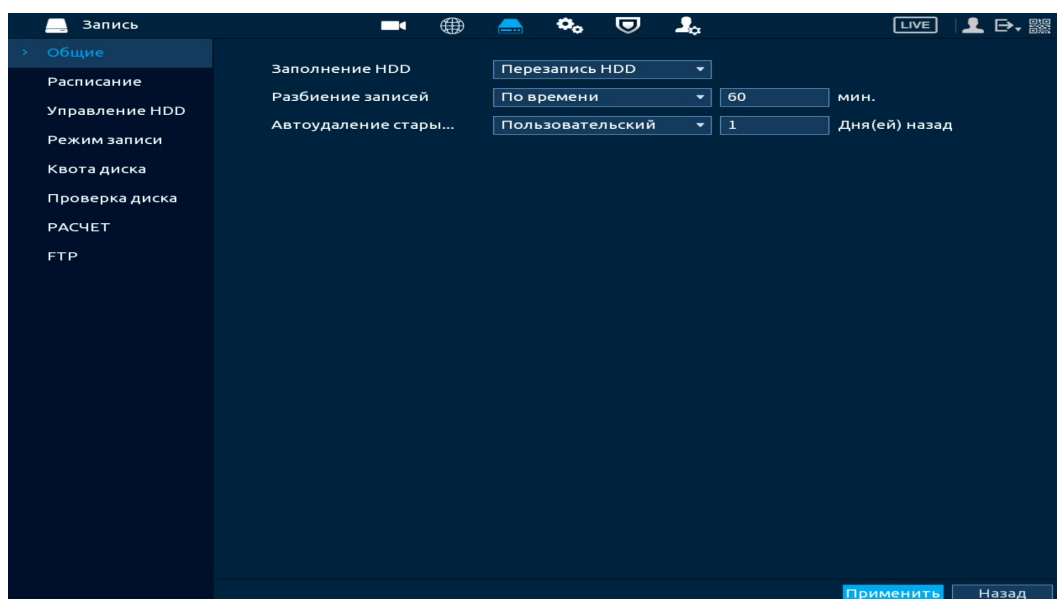 Запись
LIVE
> Общие
Расписание
Управление HDD
Режим записи
Квота диска
Проверка диска
РАСЧЕТ
FTP
Заполнение HDD Перезапись HDD
Разбиение записей По времени 60 мин.
Автоудаление стары... Пользовательский 1 Дня(ей) назад
Применить Назад